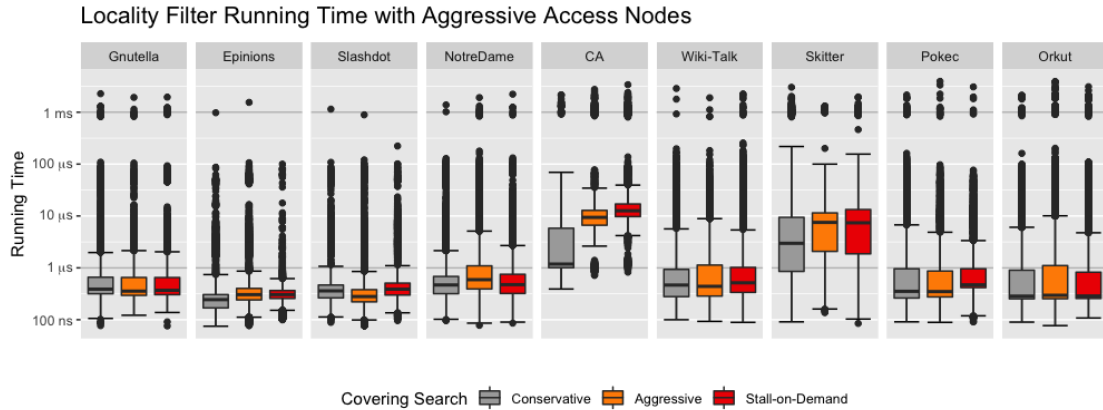 Locality Filter Running Time with Aggressive Access Nodes
Gnutella Epinions Slashdot NotreDame CA Wiki-Talk Skitter Pokec Orkut
Running Time
1 ms
100 μs
10 μs
1 μs
100 ns
Covering Search Conservative Aggressive Stall-on-Demand